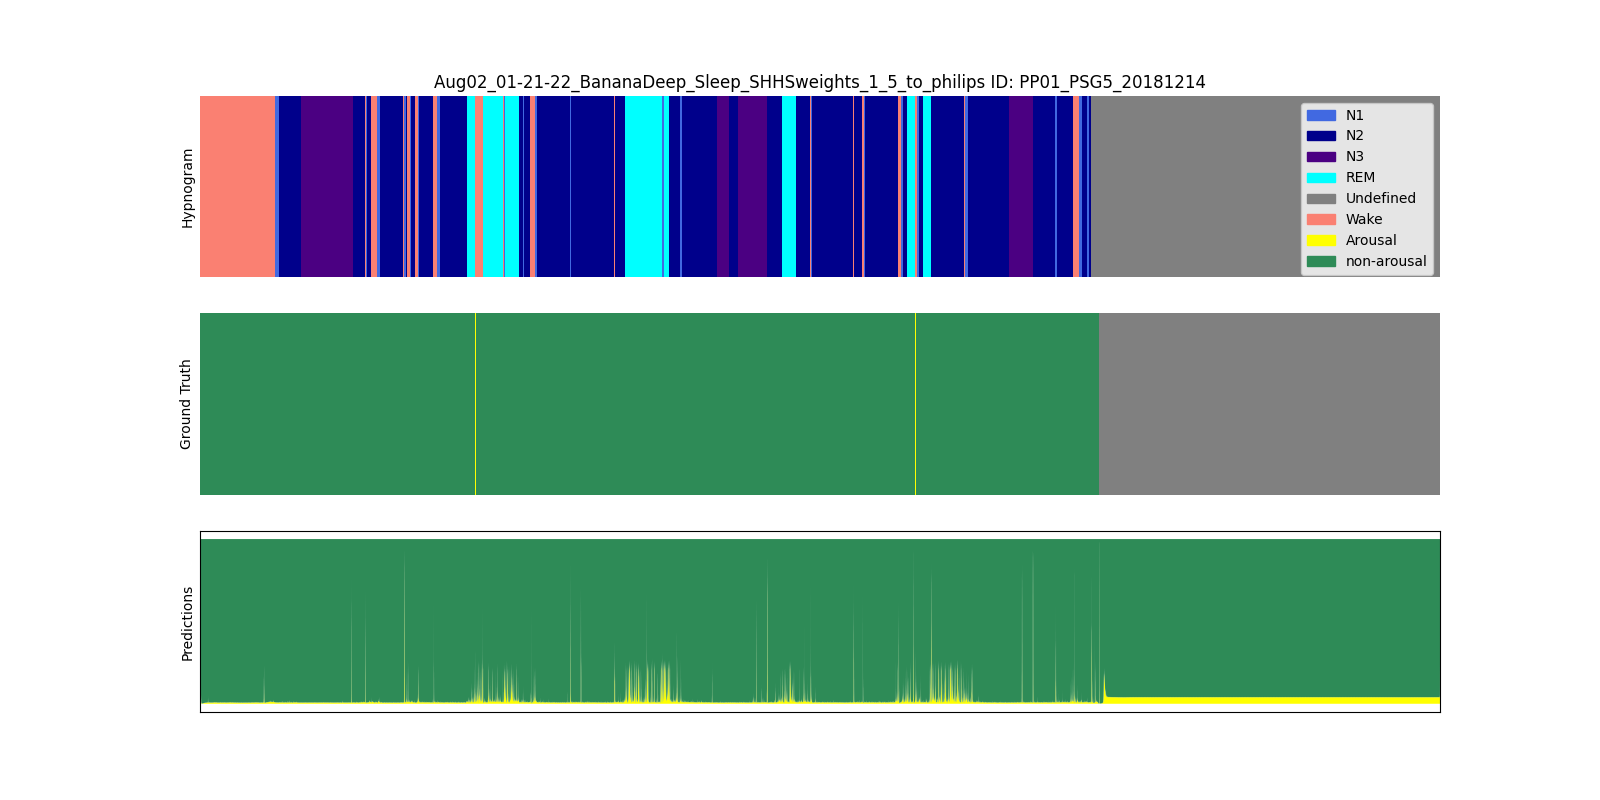 Aug02_01-21-22_BananaDeep_Sleep_SHHSweights_1_5_to_philips ID: PP01_PSG5_20181214
Hypnogram
N1
N2
N3
REM
Undefined
Wake
Arousal
non-arousal
Ground Truth
Predictions